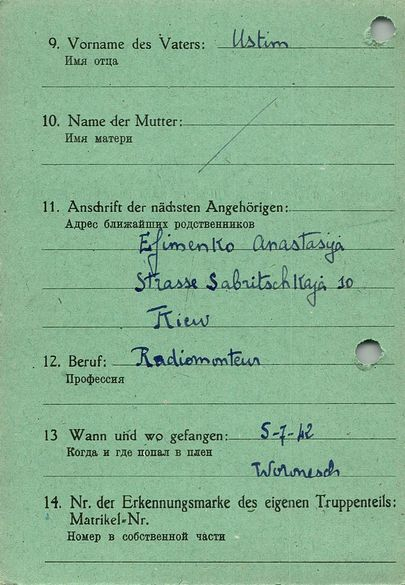 9. Vorname des Vaters: Ustim
Имя отца
10. Name der Mutter:
Имя матери
11. Anschrift der nächsten Angehörigen:
Адрес ближайших родственников
Efimenko Anastasija
Strasse Sabritschkaja 10
Kiew
12. Beruf: Radiomonteur
Профессия
13 Wann und wo gefangen: 5-7-42
Когда и где попал в плен
Woronesch
14. Nr. der Erkennungsmarke des eigenen Truppenteils:
Matrikel-Nr.
Номер в собственной части